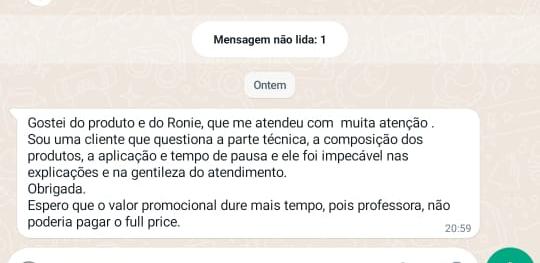 Mensagem não lida: 1
Ontem
Gostei do produto e do Ronie, que me atendeu com  muita atenção .
Sou uma cliente que questiona a parte técnica, a composição dos
produtos, a aplicação e tempo de pausa e ele foi impecável nas
explicações e na gentileza do atendimento.
Obrigada.
Espero que o valor promocional dure mais tempo, pois professora, não
poderia pagar o full price.
20:59